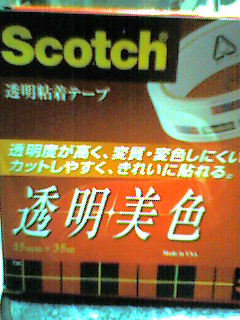 Scotch®
透明粘着テープ
透明度が高く、変質・変色しにくい
カットしやすく、きれいに貼れる。
透明美色
15mm×35m
Made in USA